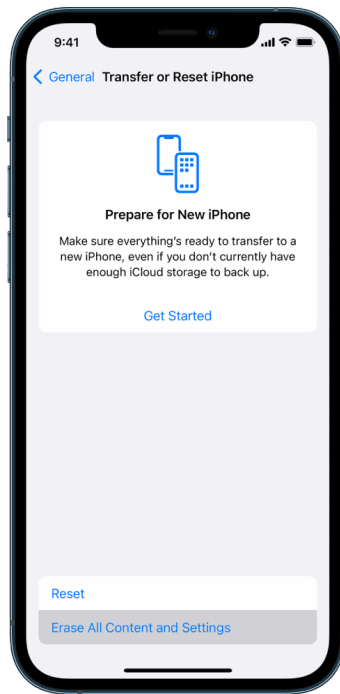 9:41
General Transfer or Reset iPhone
Prepare for New iPhone
Make sure everything's ready to transfer to a
new iPhone, even if you don't currently have
enough iCloud storage to back up.
Get Started
Reset
Erase All Content and Settings